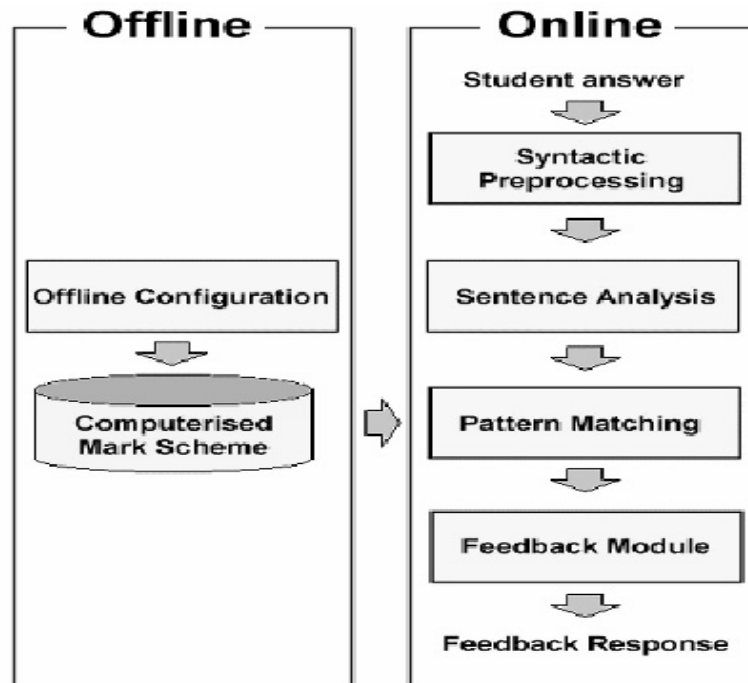 Offline
Offline Configuration
Computerised
Mark Scheme
Online
Student answer
Syntactic
Preprocessing
Sentence Analysis
Pattern Matching
Feedback Module
Feedback Response